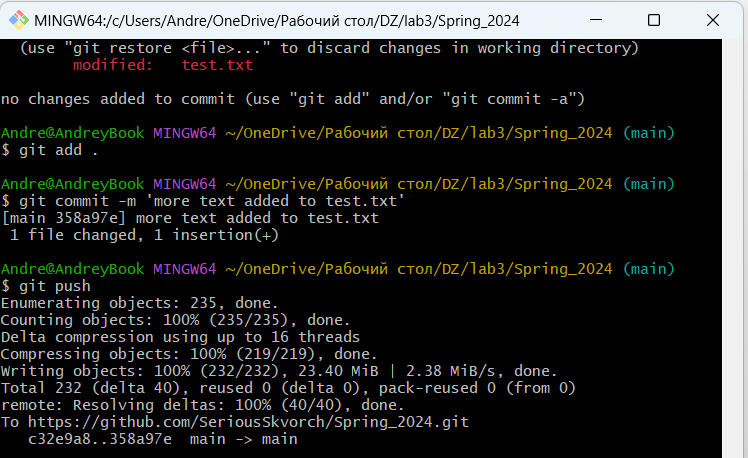 MINGW64:/c/Users/Andre/OneDrive/Рабочий стол/DZ/lab3/Spring_2024
(use "git restore <file>..." to discard changes in working directory)
modified:   test.txt
no changes added to commit (use "git add" and/or "git commit -a")
Andre@AndreyBook MINGW64 ~/OneDrive/Рабочий стол/DZ/lab3/Spring_2024 (main)
$ git add .
Andre@AndreyBook MINGW64 ~/OneDrive/Рабочий стол/DZ/lab3/Spring_2024 (main)
$ git commit -m 'more text added to test.txt'
[main 358a97e] more text added to test.txt
1 file changed, 1 insertion(+)
Andre@AndreyBook MINGW64 ~/OneDrive/Рабочий стол/DZ/lab3/Spring_2024 (main)
$ git push
Enumerating objects: 235, done.
Counting objects: 100% (235/235), done.
Delta compression using up to 16 threads
Compressing objects: 100% (219/219), done.
Writing objects: 100% (232/232), 23.40 MiB | 2.38 MiB/s, done.
Total 232 (delta 40), reused 0 (delta 0), pack-reused 0 (from 0)
remote: Resolving deltas: 100% (40/40), done.
To https://github.com/SeriousSkvorch/Spring_2024.git
c32e9a8..358a97e  main -> main